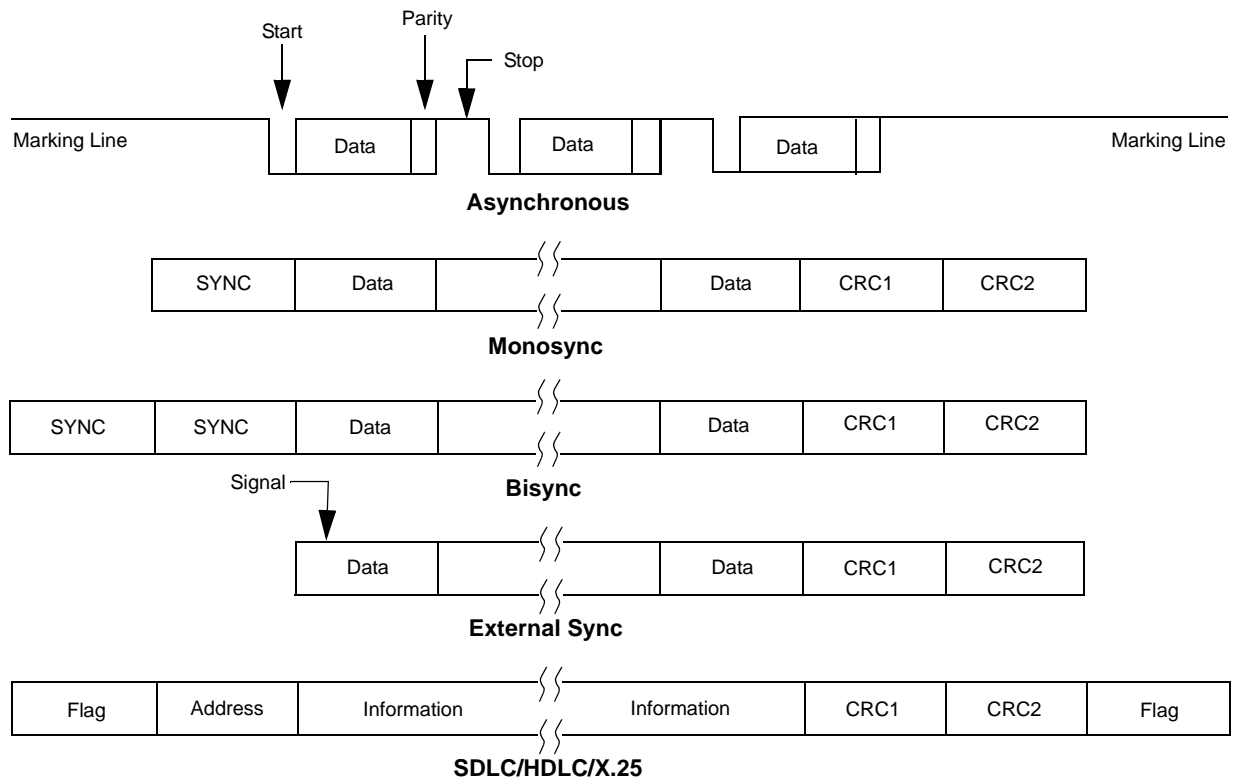 Start
Parity
Stop
Marking Line
Data
Data
Data
Marking Line
Asynchronous
SYNC Data Data CRC1 CRC2
Monosync
SYNC SYNC Data Data CRC1 CRC2
Signal
Bisync
Data Data CRC1 CRC2
External Sync
Flag Address Information Information CRC1 CRC2 Flag
SDLC/HDLC/X.25